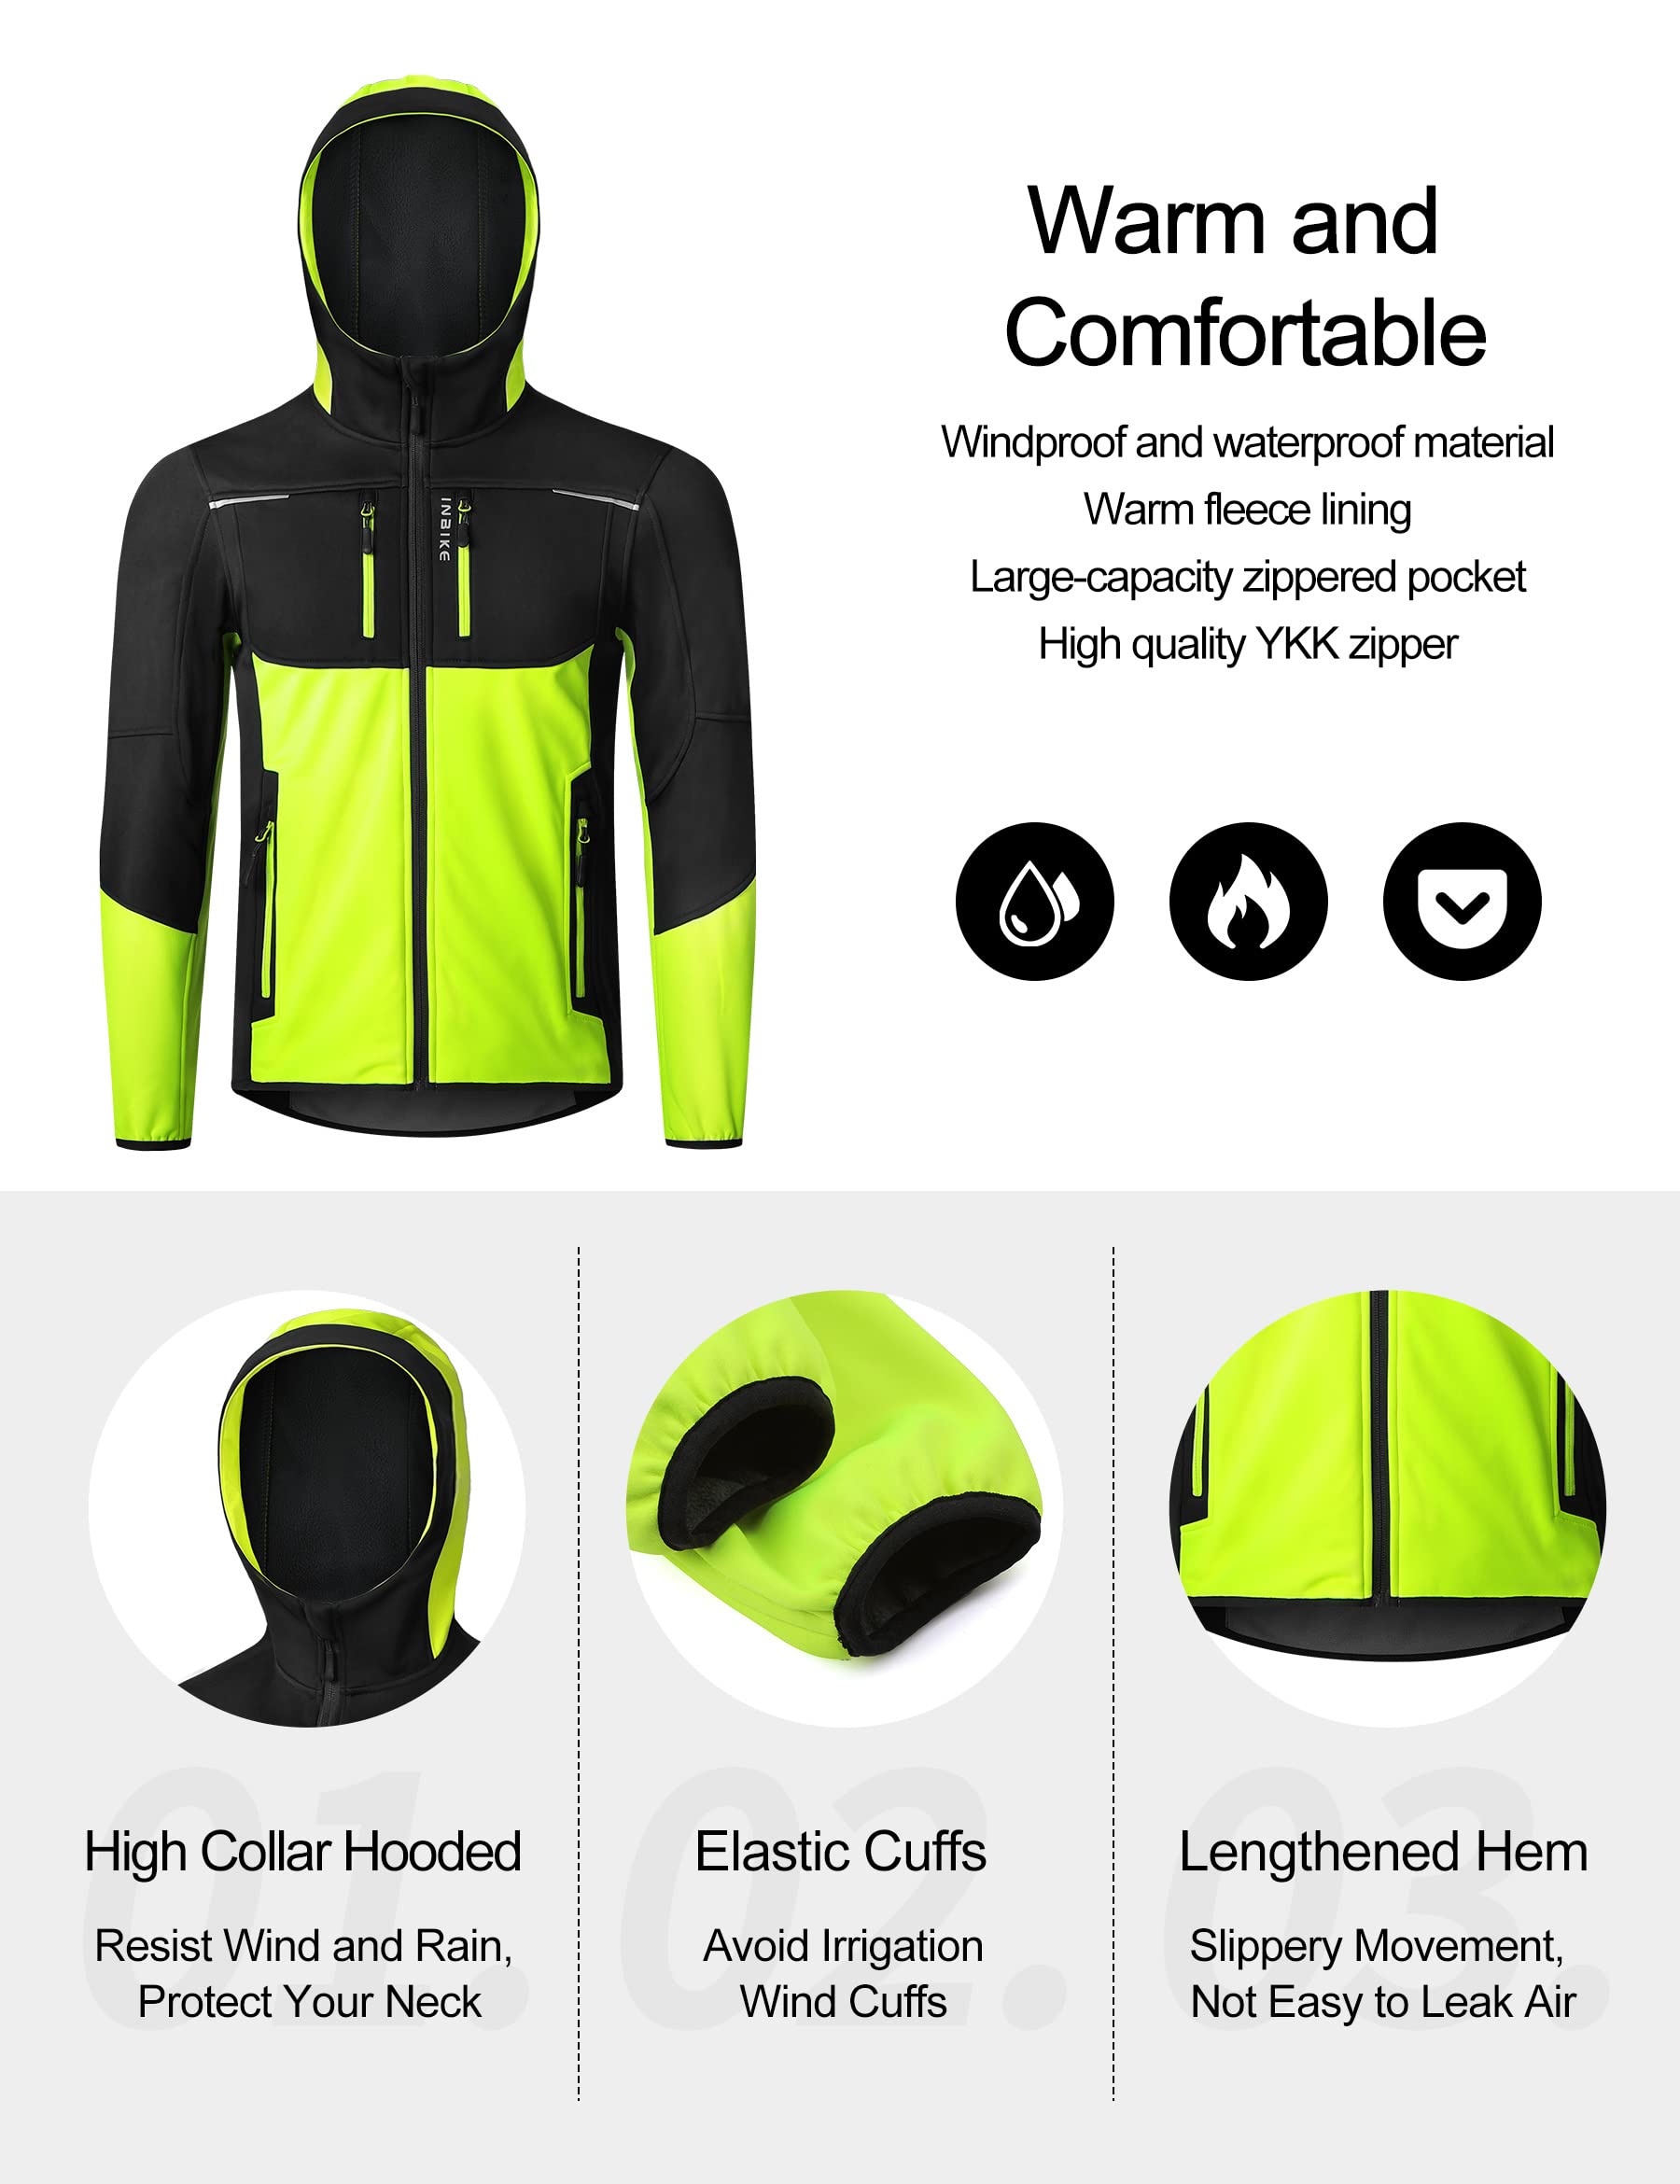 Warm and
Comfortable
Windproof and waterproof material
Warm fleece lining
Large-capacity zippered pocket
High quality YKK zipper
INBIKE
01.
High Collar Hooded
Resist Wind and Rain,
Protect Your Neck
02.
Elastic Cuffs
Avoid Irrigation
Wind Cuffs
03.
Lengthened Hem
Slippery Movement,
Not Easy to Leak Air